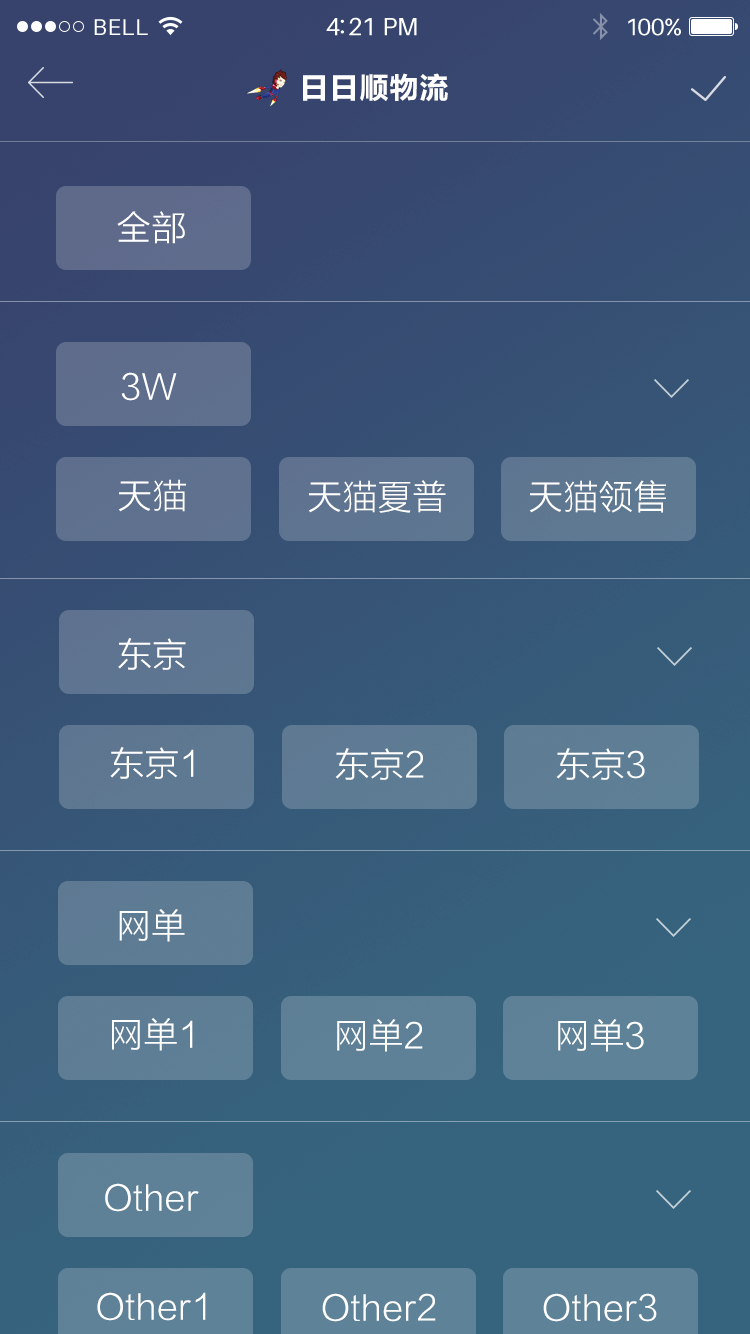 BELL 4:21 PM 100%
日日顺物流
全部
3W
天猫 天猫夏普 天猫领售
东京
东京1 东京2 东京3
网单
网单1 网单2 网单3
Other
Other1 Other2 Other3